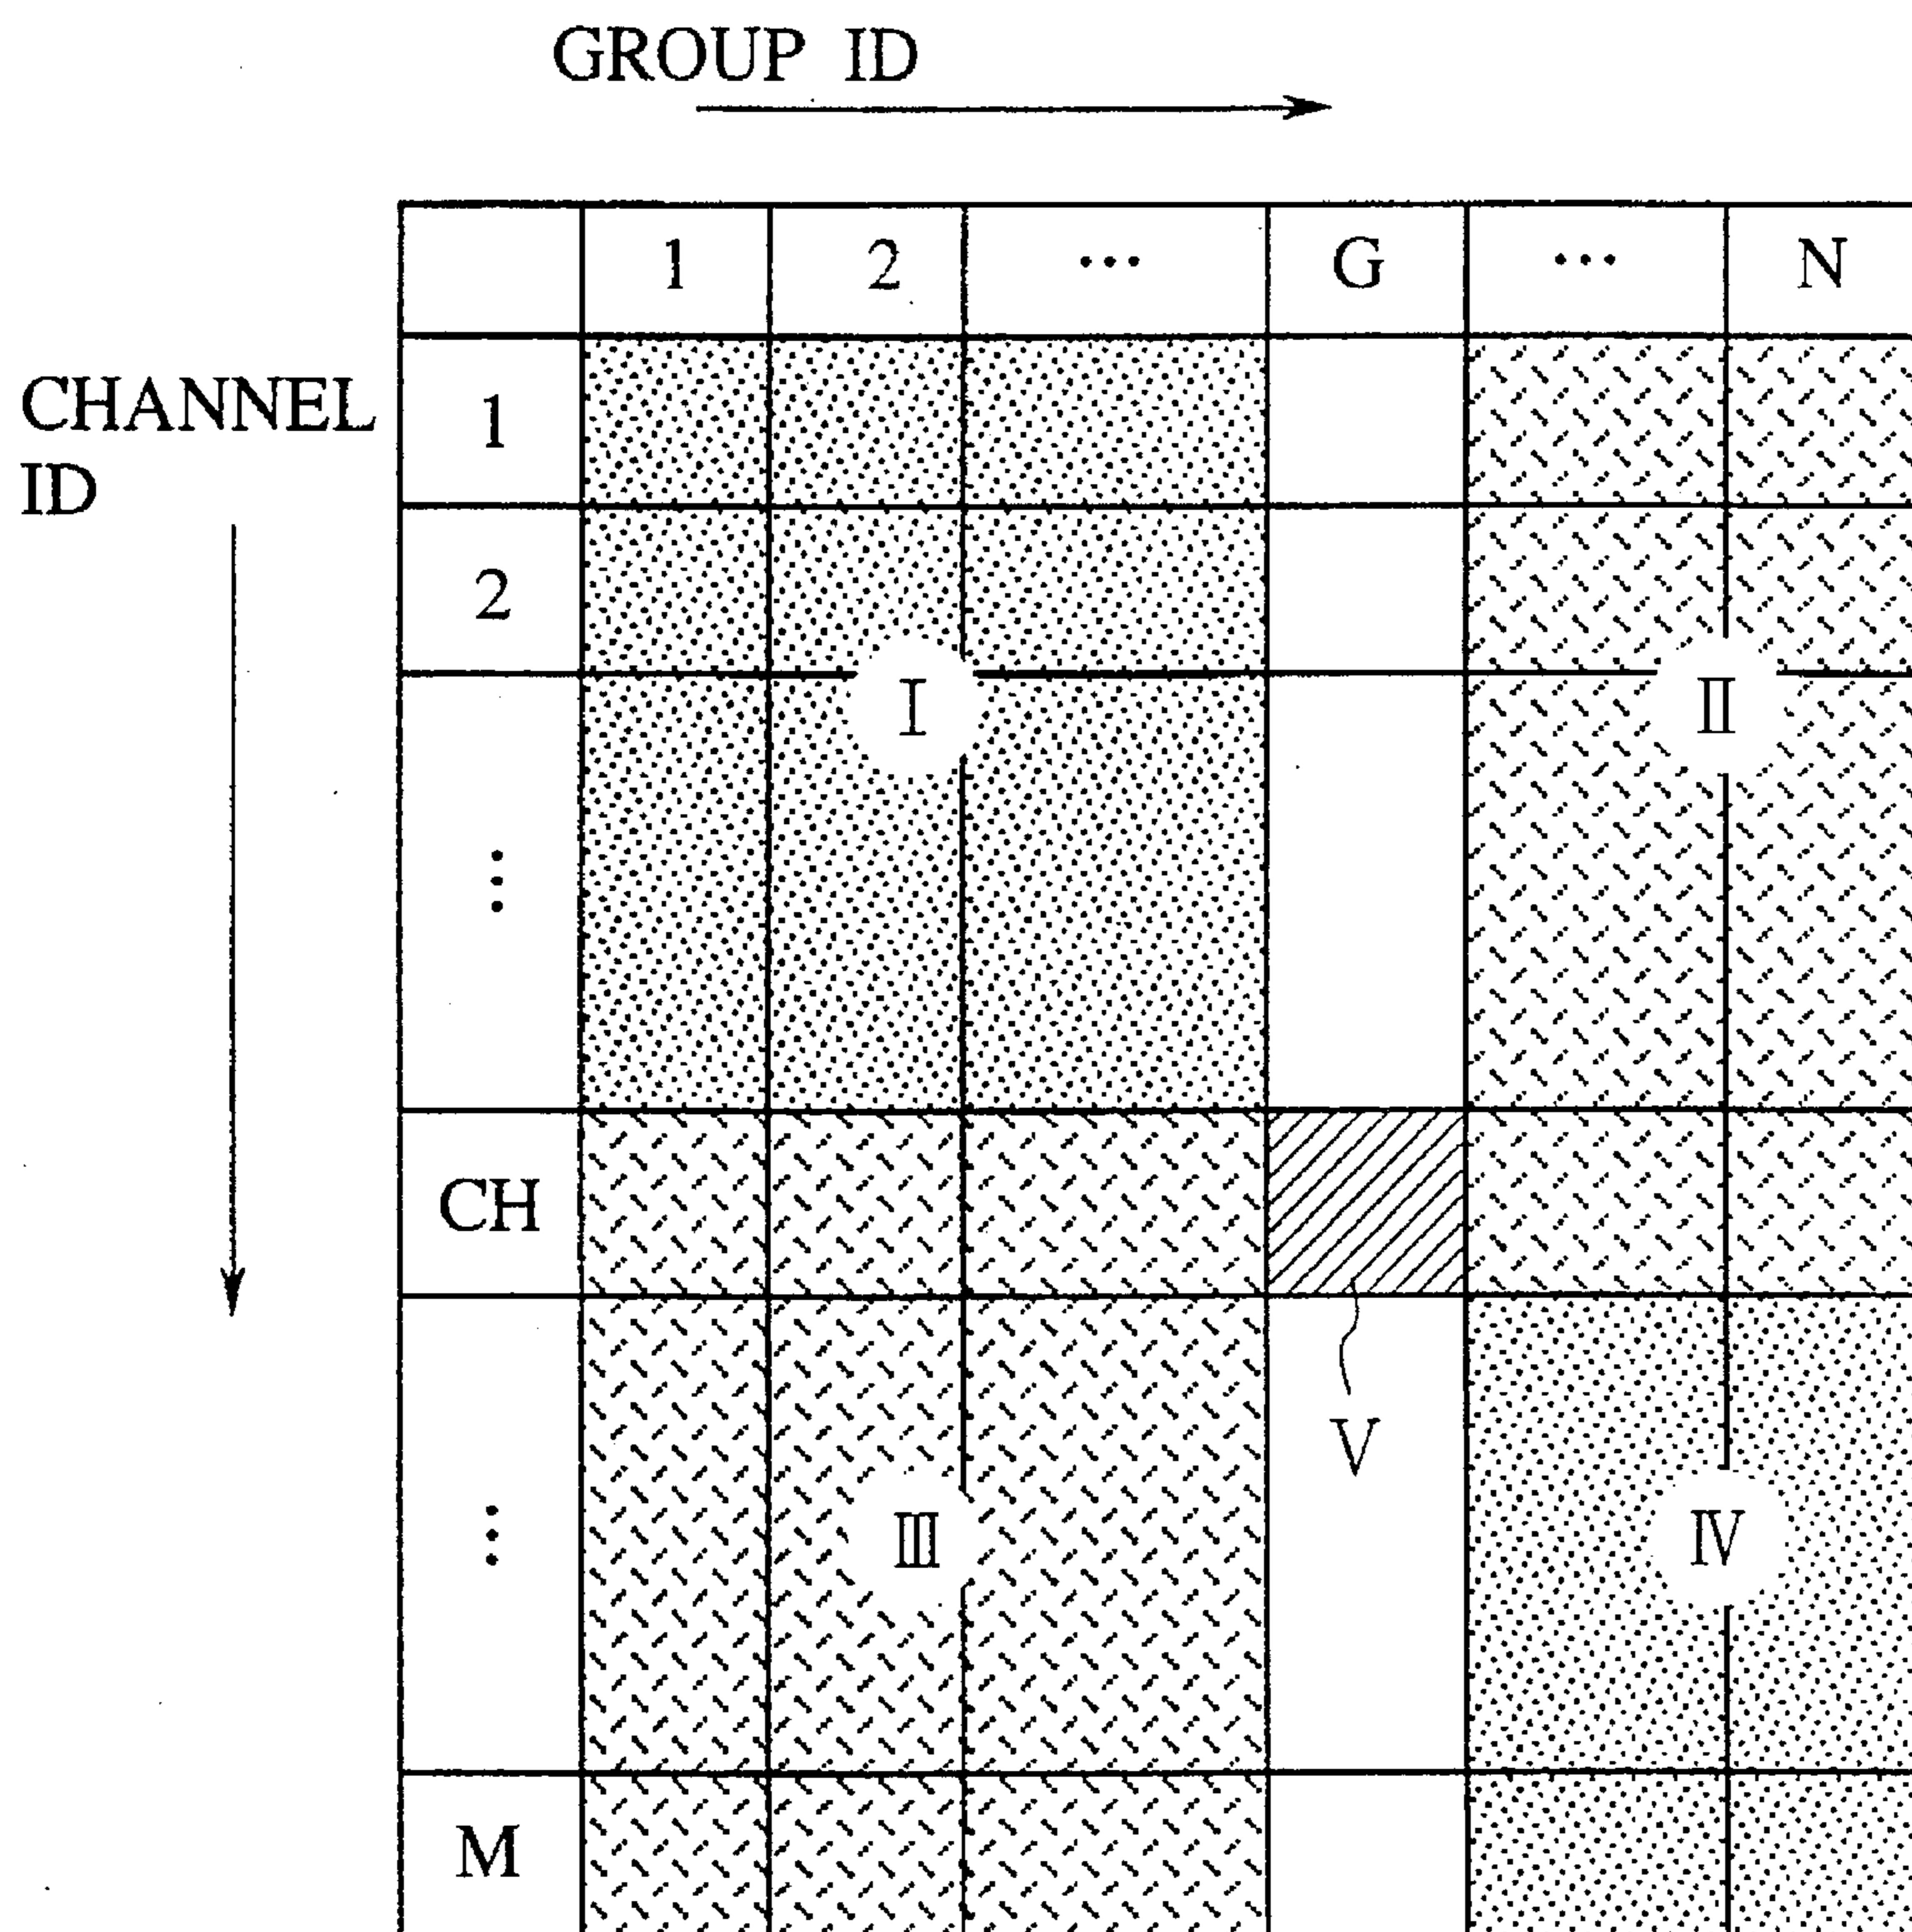 GROUP ID
1 2 ... G ... N
CHANNEL
ID
1
2
⋮
CH
⋮
M
I
II
III
IV
V